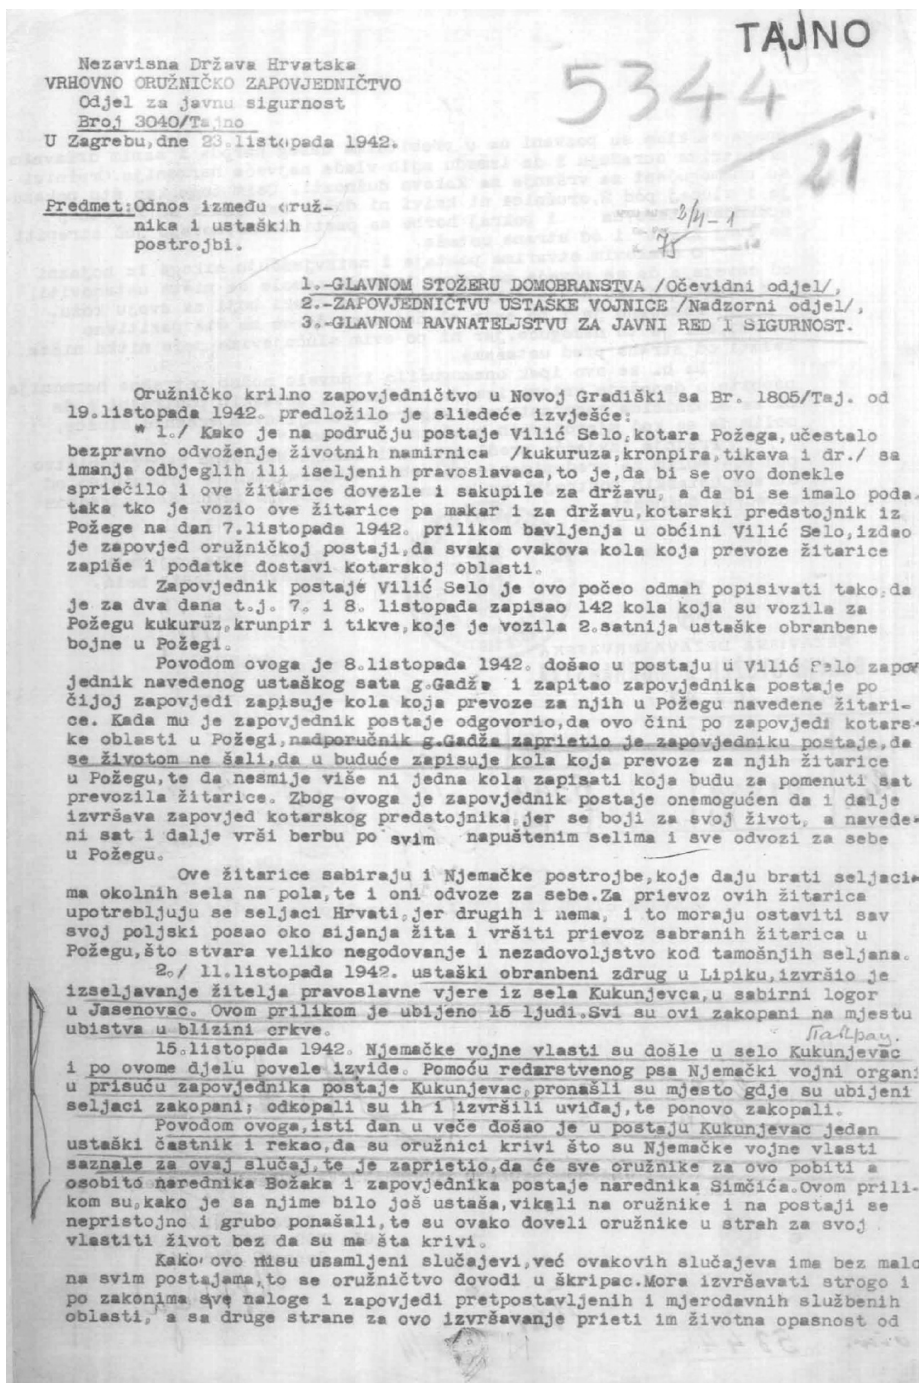 TAJNO
Nezavisna Država Hrvatska
VRHOVNO ORUŽNIČKO ZAPOVJEDNIČTVO
Odjel za javnu sigurnost
Broj 3040/Tajno
U Zagrebu,dne 23.listopada 1942.
5344
21
Predmet:Odnos između oruž-
nika i ustaških
postrojbi.
2/4-1
75
1.-GLAVNOM STOŽERU DOMOBRANSTVA /Očevidni odjel/,
2.-ZAPOVJEDNIČTVU USTAŠKE VOJNICE /Nadzorni odjel/,
3.-GLAVNOM RAVNATELJSTVU ZA JAVNI RED I SIGURNOST.
Oružničko krilno zapovjedničtvo u Novoj Gradiški sa Br. 1805/Taj. od
19.listopada 1942. predložilo je sliedeće izvješće:
" 1./ Kako je na području postaje Vilić Selo,kotara Požega,učestalo
bezpravno odvoženje životnih namirnica /kukuruza,kronpira,tikava i dr./ sa
imanja odbjeglih ili iseljenih pravoslavaca,to je,da bi se ovo donekle
spriečilo i ove žitarice dovezle i sakupile za državu, a da bi se imalo poda.
taka tko je vozio ove žitarice pa makar i za državu,kotarski predstojnik iz
Požege na dan 7.listopada 1942. prilikom bavljenja u obćini Vilić Selo,izdao
je zapovjed oružničkoj postaji,da svaka ovakova kola koja prevoze žitarice
zapiše i podatke dostavi kotarskoj oblasti.
Zapovjednik postaje Vilić Selo je ovo počeo odmah popisivati tako,da
je za dva dana t.j. 7. i 8. listopada zapisao 142 kola koja su vozila za
Požegu kukuruz,krunpir i tikve,koje je vozila 2.satnija ustaške obranbene
bojne u Požegi.
Povodom ovoga je 8.listopada 1942. došao u postaju u Vilić Selo zapov
jednik navedenog ustaškog sata g.Gadža i zapitao zapovjednika postaje po
čijoj zapovjedi zapisuje kola koja prevoze za njih u Požegu navedene žitari-
ce. Kada mu je zapovjednik postaje odgovorio,da ovo čini po zapovjedi kotars-
ke oblasti u Požegi,nadporučnik g.Gadža zaprietio je zapovjedniku postaje,da
se životom ne šali,da u buduće zapisuje kola koja prevoze za njih žitarice
u Požegu,te da nesmije više ni jedna kola zapisati koja budu za pomenuti sat
prevozila žitarice. Zbog ovoga je zapovjednik postaje onemogućen da i dalje
izvršava zapovjed kotarskog predstojnika,jer se boji za svoj život, a navede-
ni sat i dalje vrši berbu po svim napuštenim selima i sve odvozi za sebe
u Požegu.
Ove žitarice sabiraju i Njemačke postrojbe,koje daju brati seljaci-
ma okolnih sela na pola,te i oni odvoze za sebe.Za prievoz ovih žitarica
upotrebljuju se seljaci Hrvati,jer drugih i nema, i to moraju ostaviti sav
svoj poljski posao oko sijanja žita i vršiti prievoz sabranih žitarica u
Požegu,što stvara veliko negodovanje i nezadovoljstvo kod tamošnjih seljana.
2./ 11.listopada 1942. ustaški obranbeni zdrug u Lipiku,izvršio je
izseljavanje žitelja pravoslavne vjere iz sela Kukunjevca,u sabirni logor
u Jasenovac. Ovom prilikom je ubijeno 15 ljudi.Svi su ovi zakopani na mjestu
ubistva u blizini crkve.
15.listopada 1942. Njemačke vojne vlasti su došle u selo Kukunjevac
i po ovome djelu povele izvide. Pomoću redarstvenog psa Njemački vojni organi
u prisuću zapovjednika postaje Kukunjevac,pronašli su mjesto gdje su ubijeni
seljaci zakopani; odkopali su ih i izvršili uviđaj,te ponovo zakopali.
Povodom ovoga,isti dan u veče došao je u postaju Kukunjevac jedan
ustaški častnik i rekao,da su oružnici krivi što su Njemačke vojne vlasti
saznale za ovaj slučaj,te je zaprietio,da će sve oružnike za ovo pobiti a
osobito narednika Božaka i zapovjednika postaje narednika Simčića.Ovom prili-
kom su,kako je sa njime bilo još ustaša,vikali na oružnike i na postaji se
nepristojno i grubo ponašali,te su ovako doveli oružnike u strah za svoj
vlastiti život bez da su ma šta krivi.
Kako ovo nisu usamljeni slučajevi,već ovakovih slučajeva ima bez malo
na svim postajama,to se oružničtvo dovodi u škripac.Mora izvršavati strogo i
po zakonima sve naloge i zapovjedi pretpostavljenih i mjerodavnih službenih
oblasti, a sa druge strane za ovo izvršavanje prieti im životna opasnost od